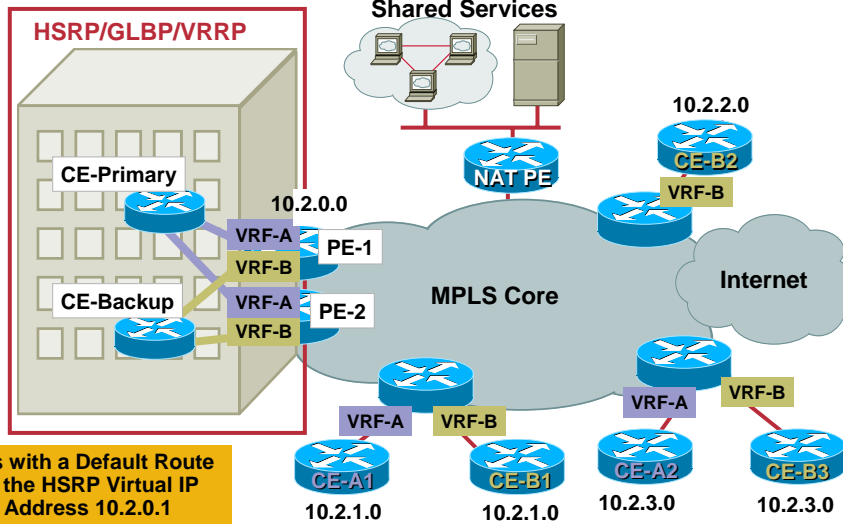 Shared Services
HSRP/GLBP/VRRP
10.2.2.0
CE-B2
NAT PE
VRF-B
CE-Primary
10.2.0.0
VRF-A
PE-1
VRF-B
Internet
CE-Backup
VRF-A
MPLS Core
PE-2
VRF-B
VRF-A
VRF-B
VRF-A
VRF-B
CE-A1
CE-B1
CE-A2
CE-B3
10.2.1.0
10.2.1.0
10.2.3.0
10.2.3.0
with a Default Route
the HSRP Virtual IP
Address 10.2.0.1